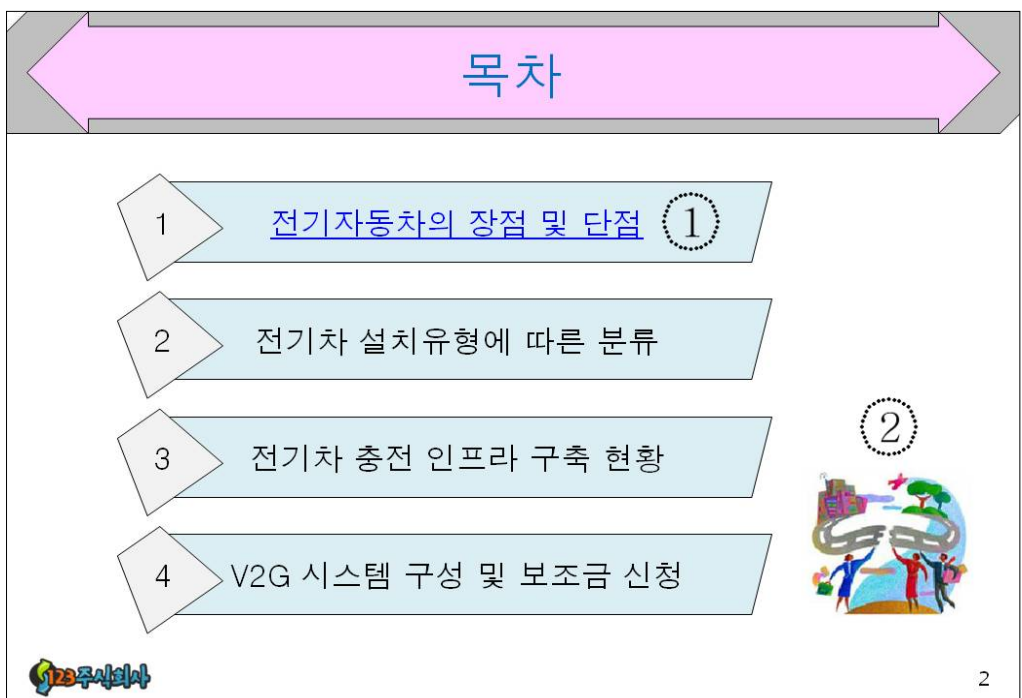 목차
1 전기자동차의 장점 및 단점 ①
2 전기차 설치유형에 따른 분류
3 전기차 충전 인프라 구축 현황
②
4 V2G 시스템 구성 및 보조금 신청
123주식회사
2